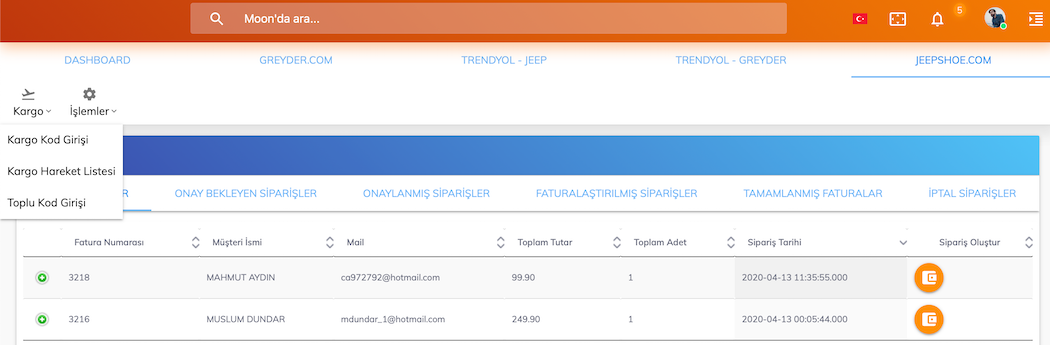 Moon'da ara...
5
DASHBOARD GREYDER.COM TRENDYOL - JEEP TRENDYOL - GREYDER JEEPSHOE.COM
Kargo İşlemler
Kargo Kod Girişi
Kargo Hareket Listesi
Toplu Kod Girişi
ONAY BEKLEYEN SİPARİŞLER ONAYLANMIŞ SİPARİŞLER FATURALAŞTIRILMIŞ SİPARİŞLER TAMAMLANMIŞ FATURALAR İPTAL SİPARİŞLER
Fatura Numarası Müşteri İsmi Mail Toplam Tutar Toplam Adet Sipariş Tarihi Sipariş Oluştur
3218 MAHMUT AYDIN ca972792@hotmail.com 99.90 1 2020-04-13 11:35:55.000
3216 MUSLUM DUNDAR mdundar_1@hotmail.com 249.90 1 2020-04-13 00:05:44.000